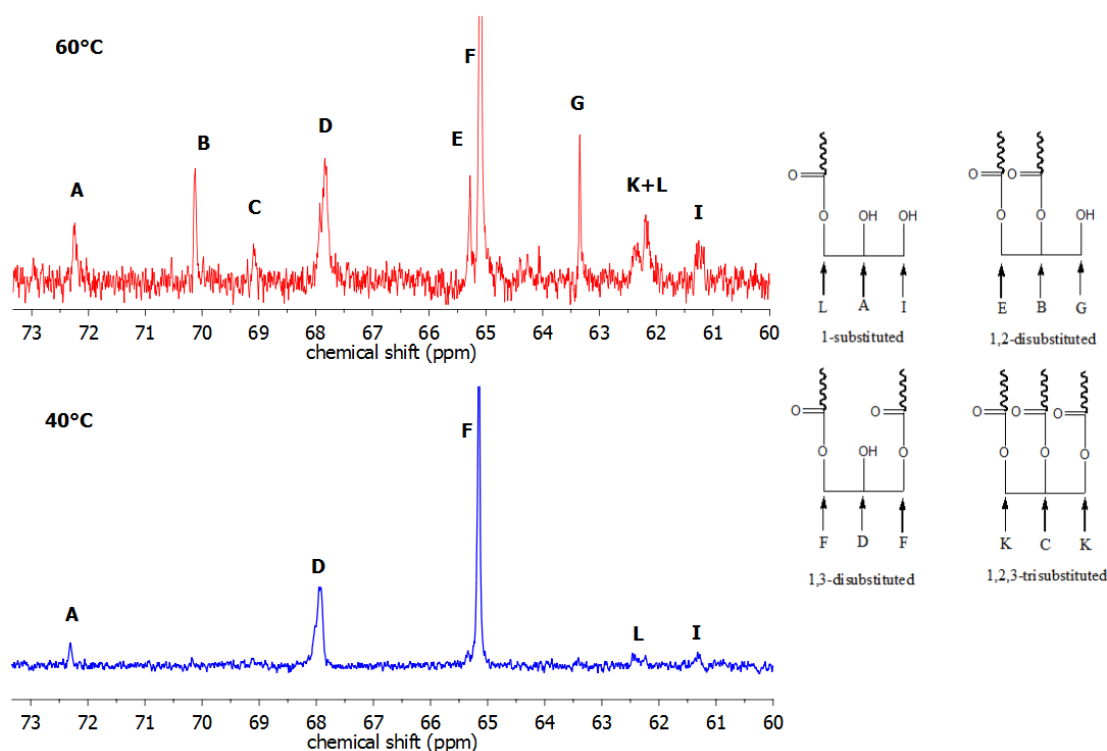 60°C
F
G
D
B
E
K+L
A
C
I
73 72 71 70 69 68 67 66 65 64 63 62 61 60
chemical shift (ppm)
40°C
F
D
A
L
I
73 72 71 70 69 68 67 66 65 64 63 62 61 60
chemical shift (ppm)
O
O OH OH
L A I
1-substituted
O O
O O OH
E B G
1,2-disubstituted
O O
O OH O
F D F
1,3-disubstituted
O O O
O O O
K C K
1,2,3-trisubstituted